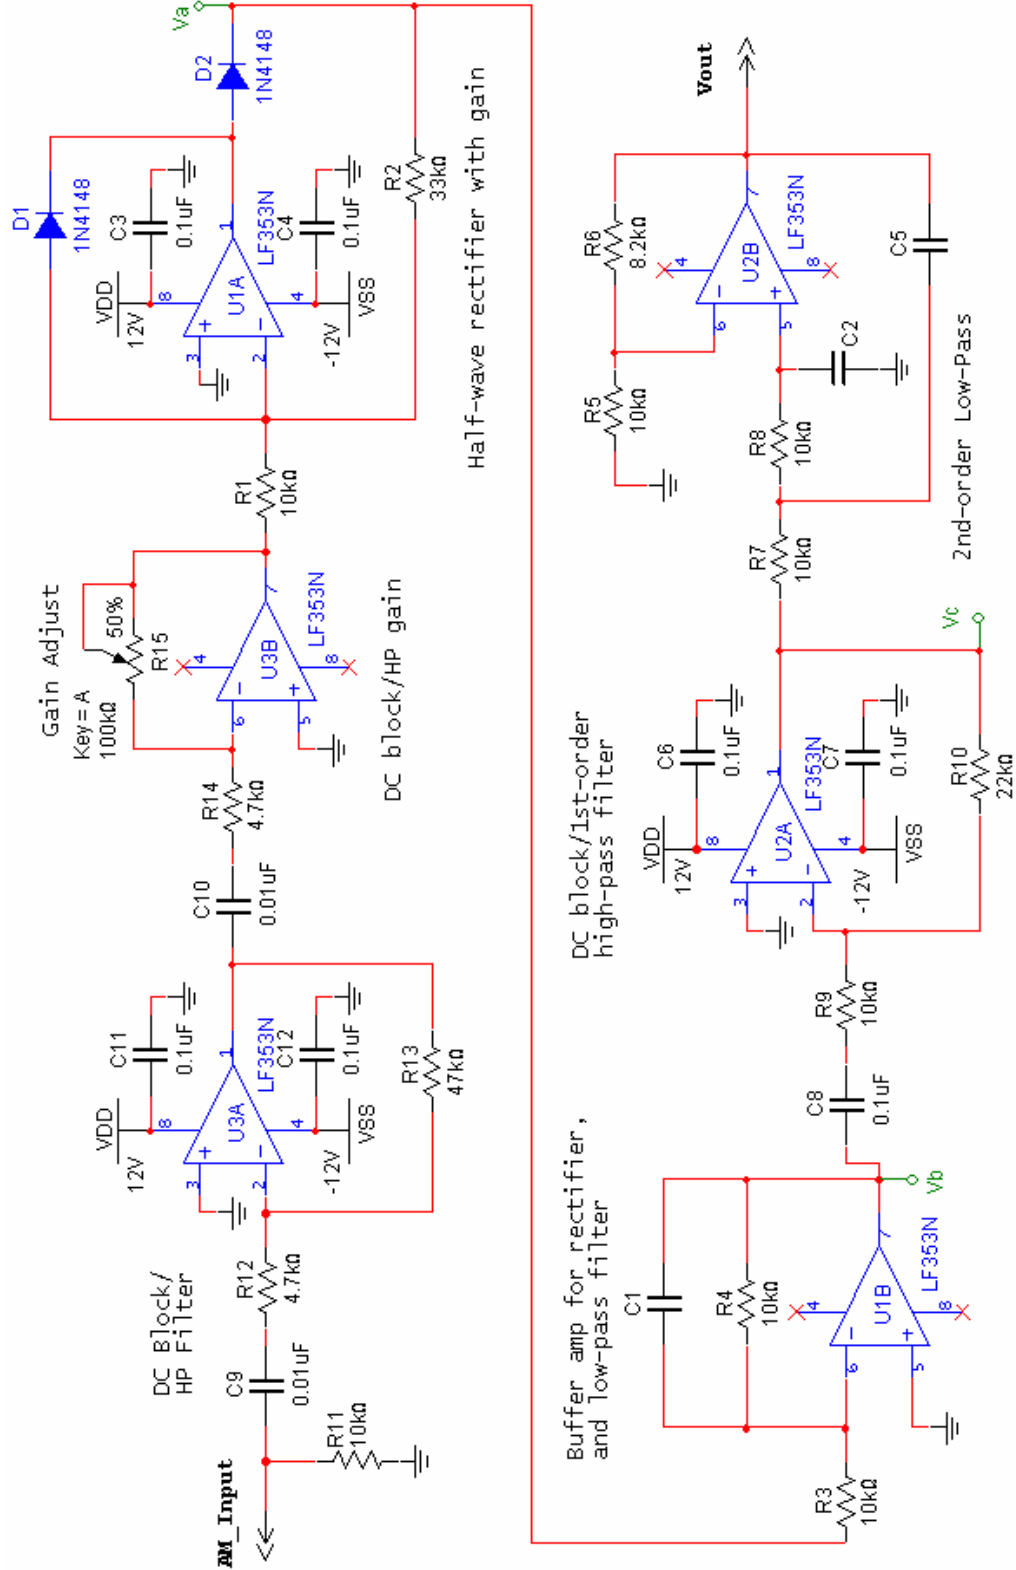 AM_Input
R11
10kΩ
C9
0.01uF
DC Block/
HP Filter
R12
4.7kΩ
VDD
12V
C11
0.1uF
8
3
+
U3A
1
2
−
LF353N
4
C12
0.1uF
-12V
VSS
R13
47kΩ
C10
0.01uF
R14
4.7kΩ
Gain Adjust
Key=A
100kΩ
50%
R15
4
6
−
U3B
7
5
+
LF353N
8
DC block/HP gain
R1
10kΩ
D1
1N4148
VDD
12V
C3
0.1uF
8
3
+
U1A
1
2
−
LF353N
4
C4
0.1uF
-12V
VSS
D2
1N4148
Va
R2
33kΩ
Half-wave rectifier with gain
Buffer amp for rectifier,
and low-pass filter
R3
10kΩ
C1
R4
10kΩ
4
6
−
U1B
7
5
+
LF353N
8
Vb
C8
0.1uF
R9
10kΩ
DC block/1st-order
high-pass filter
VDD
12V
C6
0.1uF
8
3
+
U2A
1
2
−
LF353N
4
C7
0.1uF
-12V
VSS
R10
22kΩ
Vc
R7
10kΩ
R8
10kΩ
C2
R5
10kΩ
R6
8.2kΩ
4
6
−
U2B
7
5
+
LF353N
8
C5
Vout
2nd-order Low-Pass